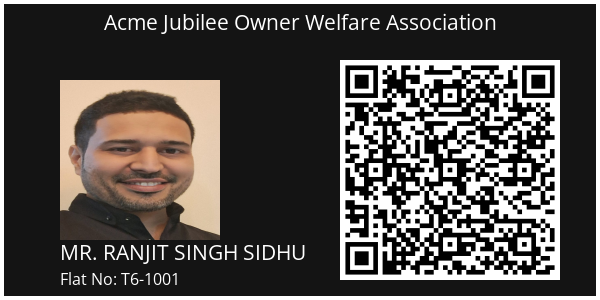 Acme Jubilee Owner Welfare Association
MR. RANJIT SINGH SIDHU
Flat No: T6-1001